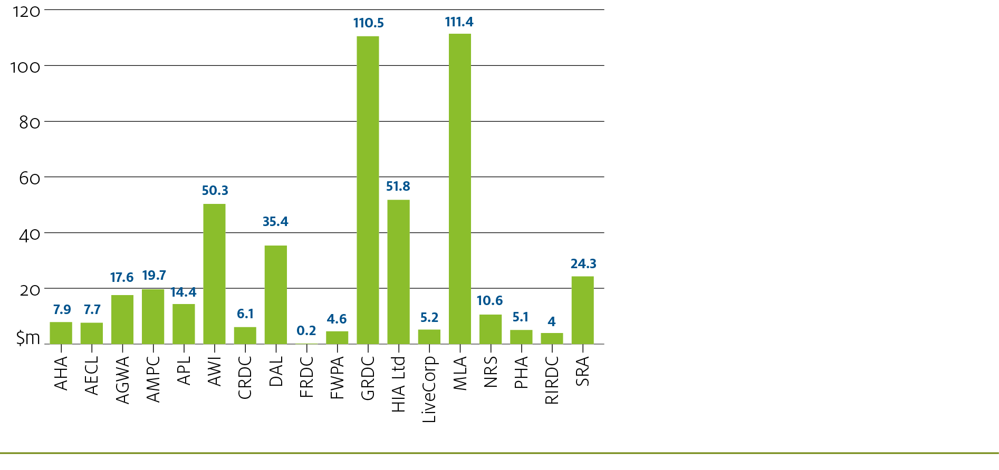 120
100
80
60
40
20
$m
7.9
7.7
17.6
19.7
14.4
50.3
6.1
35.4
0.2
4.6
110.5
51.8
5.2
111.4
10.6
5.1
4
24.3
AHA
AECL
AGWA
AMPC
APL
AWI
CRDC
DAL
FRDC
FWPA
GRDC
HIA Ltd
LiveCorp
MLA
NRS
PHA
RIRDC
SRA